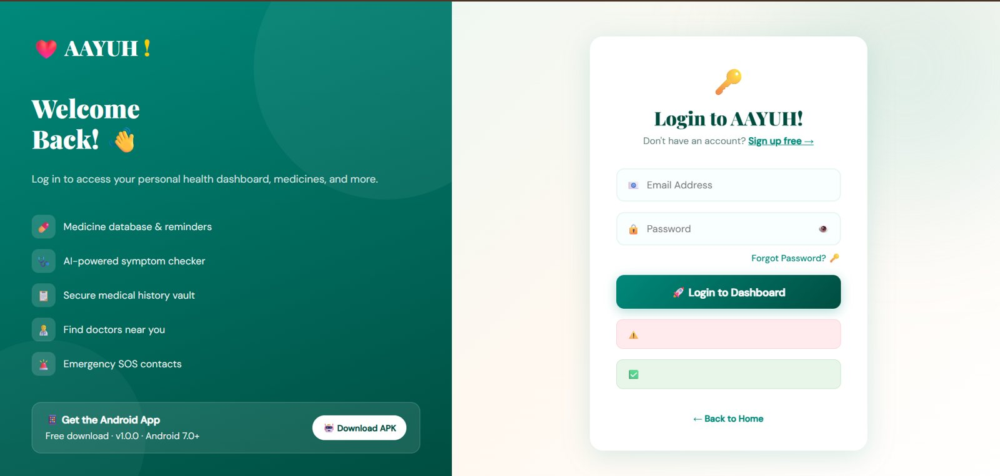 AAYUH !
Welcome
Back!
Log in to access your personal health dashboard, medicines, and more.
Medicine database & reminders
AI-powered symptom checker
Secure medical history vault
Find doctors near you
Emergency SOS contacts
Get the Android App
Free download · v1.0.0 · Android 7.0+
Download APK
Login to AAYUH!
Don't have an account? Sign up free →
Email Address
Password
Forgot Password?
Login to Dashboard
← Back to Home